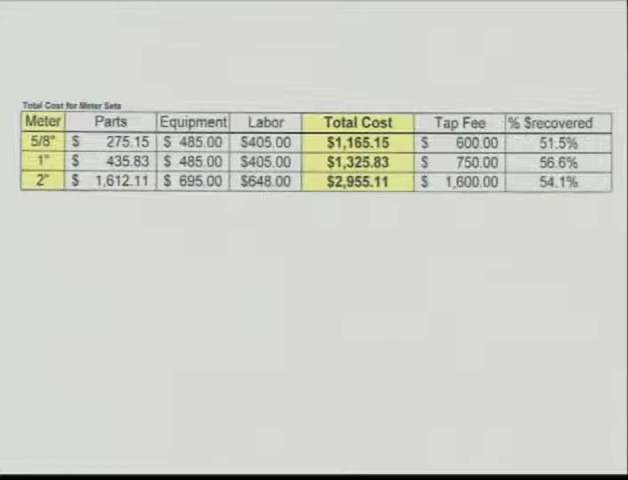 Total Cost for Meter Sets
Meter Parts Equipment Labor Total Cost Tap Fee % $recovered
5/8" $ 275.15 $ 485.00 $405.00 $1,165.15 $ 600.00 51.5%
1" $ 435.83 $ 485.00 $405.00 $1,325.83 $ 750.00 56.6%
2" $ 1,612.11 $ 695.00 $648.00 $2,955.11 $ 1,600.00 54.1%